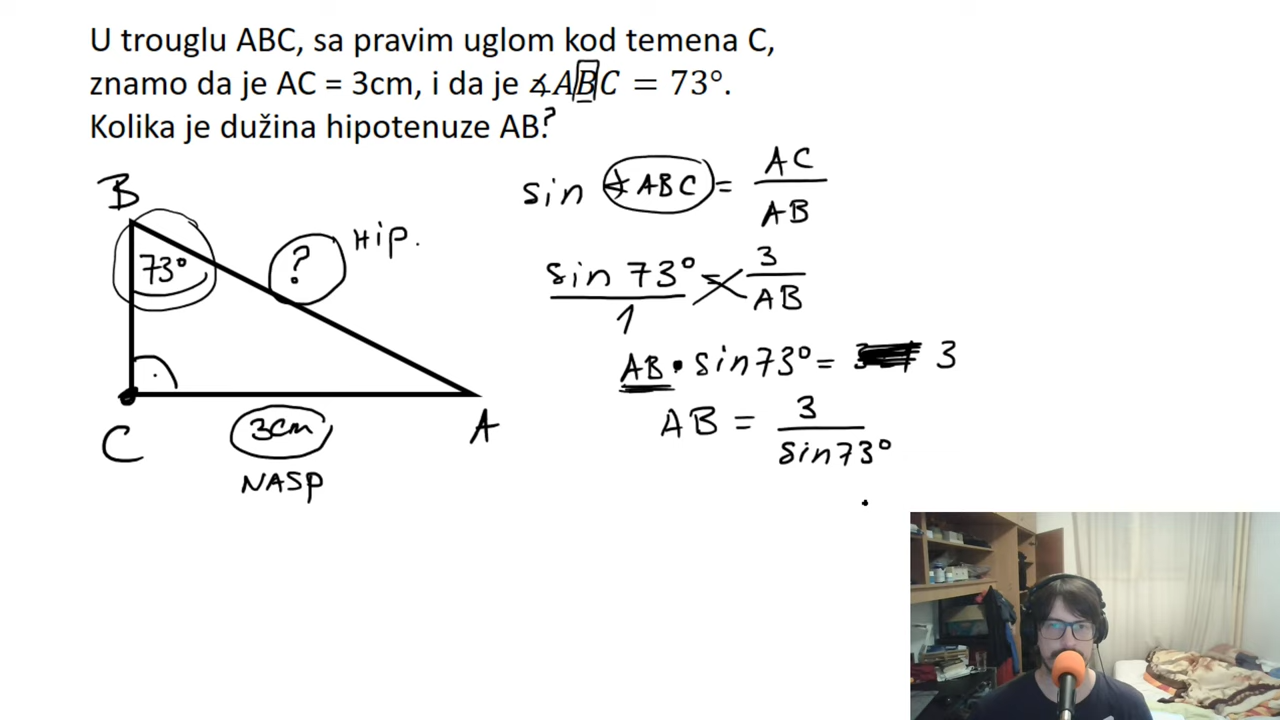 U trouglu ABC, sa pravim uglom kod temena C,
znamo da je AC = 3cm, i da je ∡ABC = 73°.
Kolika je dužina hipotenuze AB?
B
73°
?
Hip.
C
3cm
A
NASP
sin ∡ABC = AC/AB
sin 73°/1 = 3/AB
AB · sin73° = 3
AB = 3/sin73°